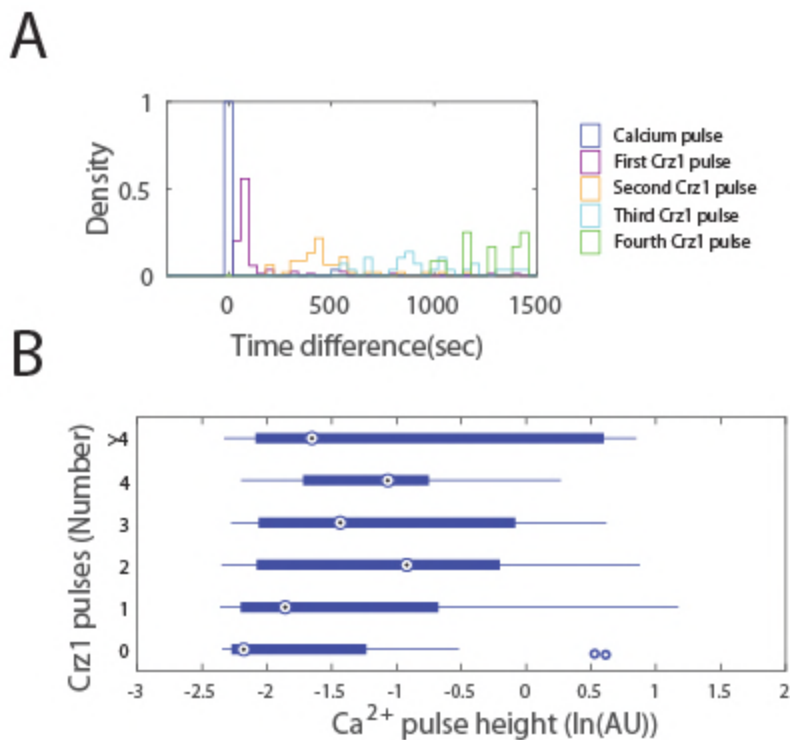 A
1
0.5
0
Density
0
500
1000
1500
Time difference(sec)
Calcium pulse
First Crz1 pulse
Second Crz1 pulse
Third Crz1 pulse
Fourth Crz1 pulse
B
Crz1 pulses (Number)
>4
4
3
2
1
0
-3
-2.5
-2
-1.5
-1
-0.5
0
0.5
1
1.5
2
Ca2+ pulse height (ln(AU))